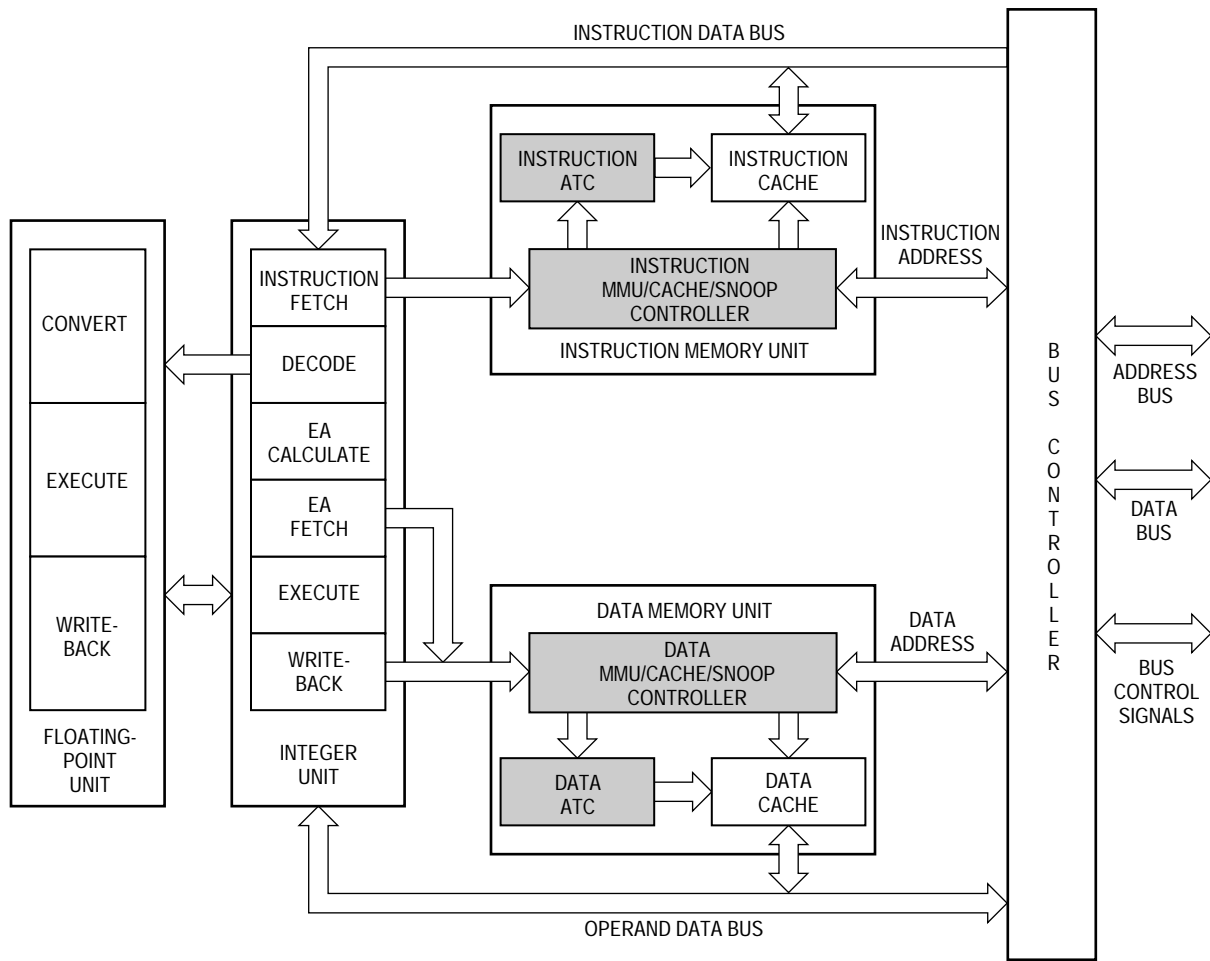 INSTRUCTION DATA BUS
INSTRUCTION
ATC
INSTRUCTION
CACHE
INSTRUCTION
MMU/CACHE/SNOOP
CONTROLLER
INSTRUCTION MEMORY UNIT
INSTRUCTION
ADDRESS
CONVERT
EXECUTE
WRITE-
BACK
FLOATING-
POINT
UNIT
INSTRUCTION
FETCH
DECODE
EA
CALCULATE
EA
FETCH
EXECUTE
WRITE-
BACK
INTEGER
UNIT
DATA MEMORY UNIT
DATA
MMU/CACHE/SNOOP
CONTROLLER
DATA
ATC
DATA
CACHE
DATA
ADDRESS
OPERAND DATA BUS
B
U
S
C
O
N
T
R
O
L
L
E
R
ADDRESS
BUS
DATA
BUS
BUS
CONTROL
SIGNALS